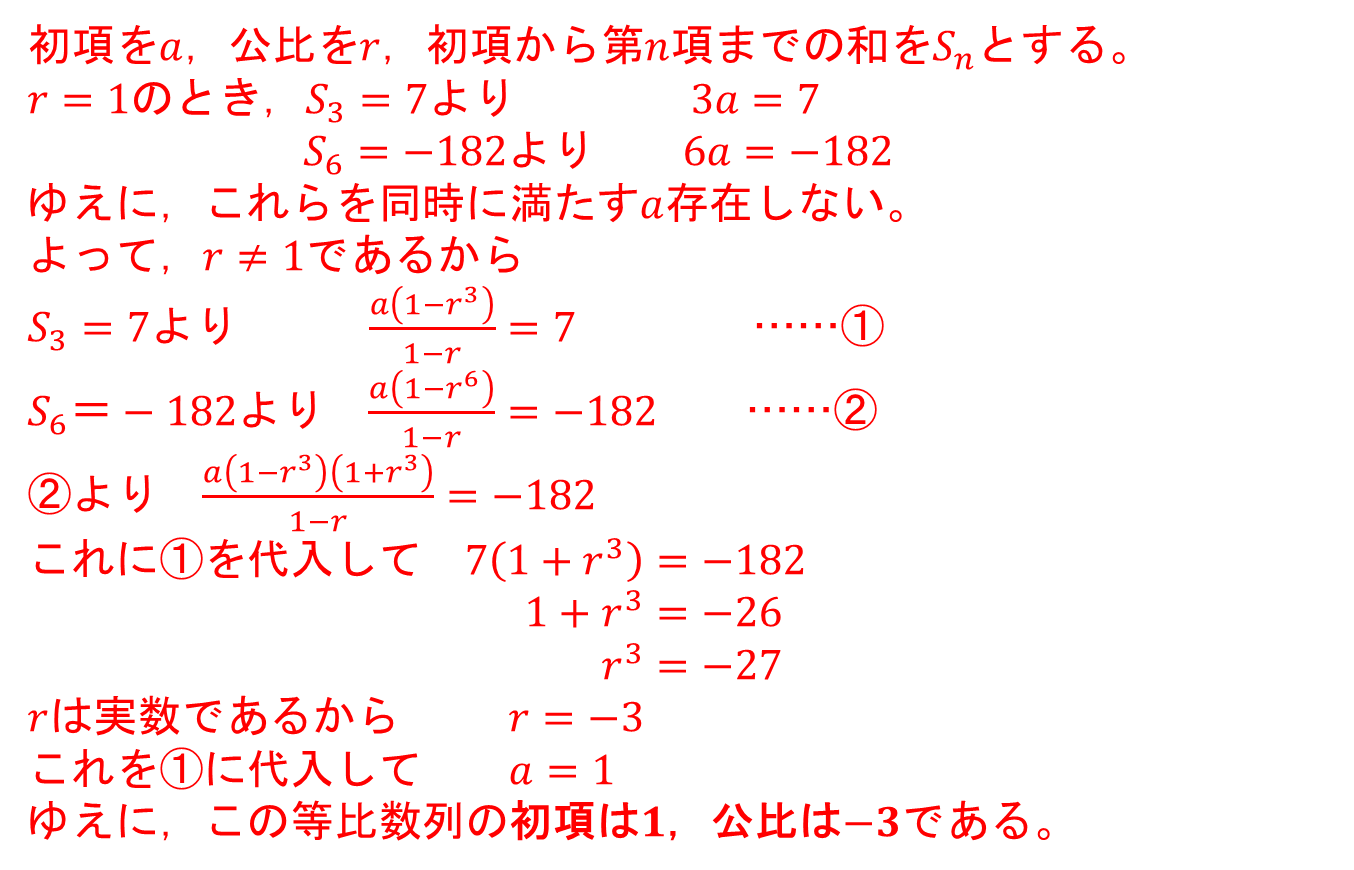 初項をa，公比をr，初項から第n項までの和をSₙとする。
r = 1のとき，S₃ = 7より 3a = 7
S₆ = −182より 6a = −182
ゆえに，これらを同時に満たすa存在しない。
よって，r ≠ 1であるから
S₃ = 7より a(1−r³)/1−r = 7 ……①
S₆＝− 182より a(1−r⁶)/1−r = −182 ……②
②より a(1−r³)(1+r³)/1−r = −182
これに①を代入して 7(1 + r³) = −182
1 + r³ = −26
r³ = −27
rは実数であるから r = −3
これを①に代入して a = 1
ゆえに，この等比数列の初項は1，公比は−3である。